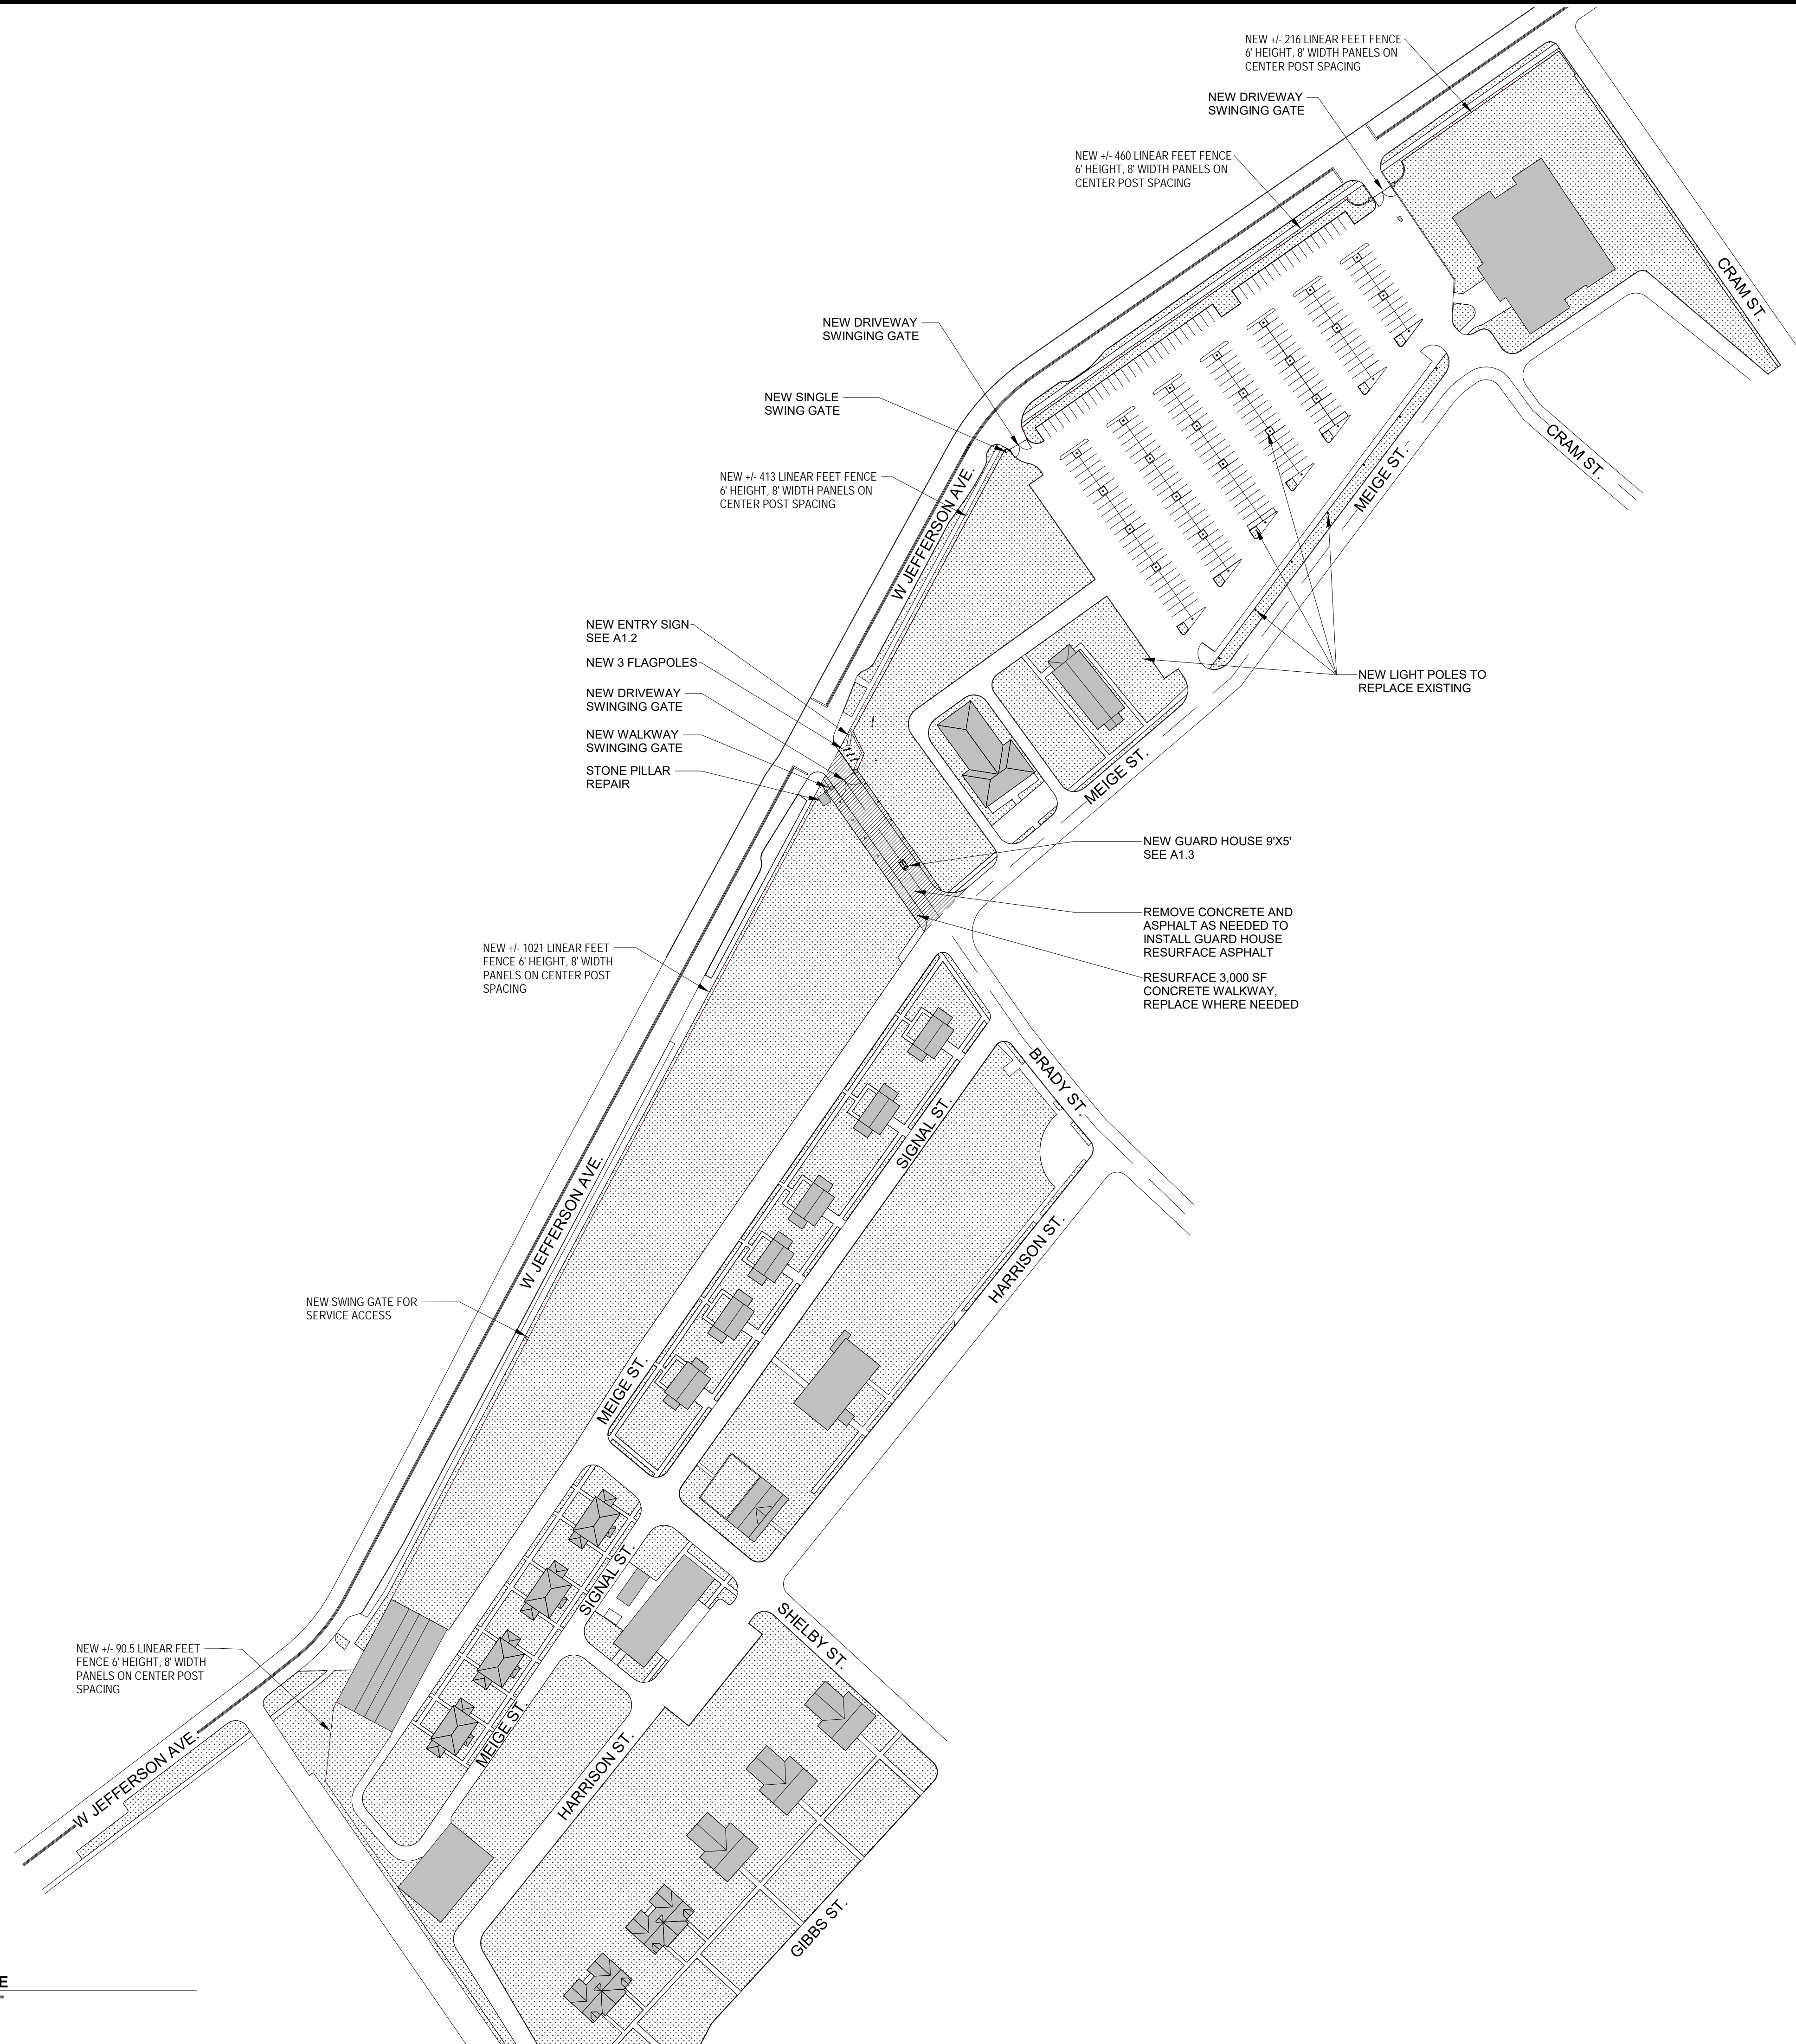 NEW +/- 216 LINEAR FEET FENCE
6' HEIGHT, 8' WIDTH PANELS ON
CENTER POST SPACING
NEW DRIVEWAY
SWINGING GATE
NEW +/- 460 LINEAR FEET FENCE
6' HEIGHT, 8' WIDTH PANELS ON
CENTER POST SPACING
CRAM ST.
NEW DRIVEWAY
SWINGING GATE
NEW SINGLE
SWING GATE
CRAM ST.
MEIGE ST.
NEW +/- 413 LINEAR FEET FENCE
6' HEIGHT, 8' WIDTH PANELS ON
CENTER POST SPACING
W JEFFERSON AVE.
NEW ENTRY SIGN
SEE A1.2
NEW 3 FLAGPOLES
NEW DRIVEWAY
SWINGING GATE
NEW WALKWAY
SWINGING GATE
STONE PILLAR
REPAIR
NEW LIGHT POLES TO
REPLACE EXISTING
MEIGE ST.
NEW GUARD HOUSE 9'X5'
SEE A1.3
REMOVE CONCRETE AND
ASPHALT AS NEEDED TO
INSTALL GUARD HOUSE
RESURFACE ASPHALT
RESURFACE 3,000 SF
CONCRETE WALKWAY,
REPLACE WHERE NEEDED
NEW +/- 1021 LINEAR FEET
FENCE 6' HEIGHT, 8' WIDTH
PANELS ON CENTER POST
SPACING
BRADY ST.
SIGNAL ST.
W JEFFERSON AVE.
HARRISON ST.
NEW SWING GATE FOR
SERVICE ACCESS
MEIGE ST.
SIGNAL ST.
SHELBY ST.
NEW +/- 90.5 LINEAR FEET
FENCE 6' HEIGHT, 8' WIDTH
PANELS ON CENTER POST
SPACING
MEIGE ST.
HARRISON ST.
W JEFFERSON AVE.
GIBBS ST.
E
"